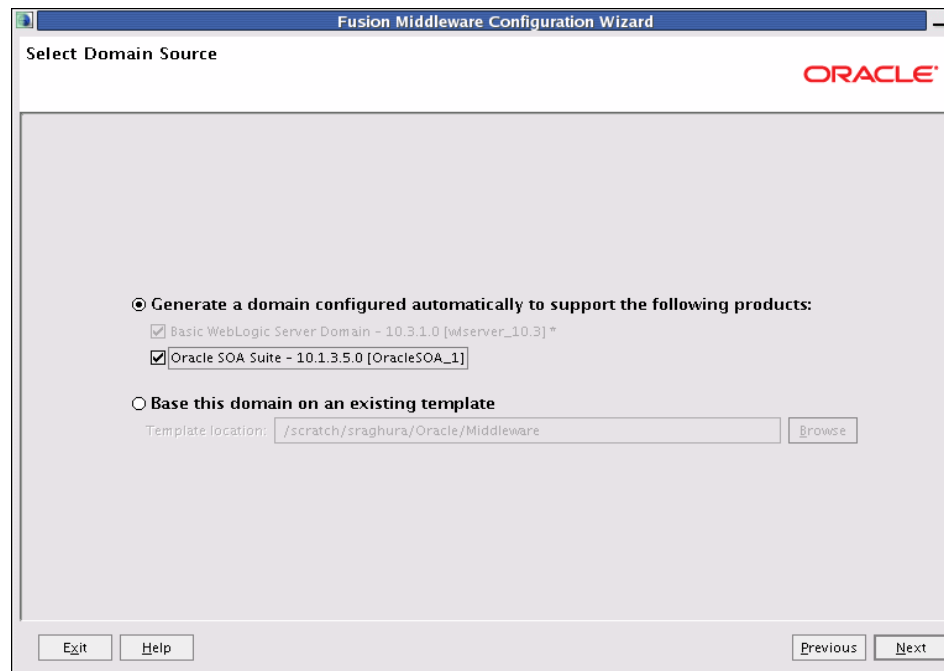 Fusion Middleware Configuration Wizard
Select Domain Source
ORACLE
Generate a domain configured automatically to support the following products:
Basic WebLogic Server Domain - 10.3.1.0 [wlserver_10.3] *
Oracle SOA Suite - 10.1.3.5.0 [OracleSOA_1]
Base this domain on an existing template
Template location: /scratch/sraghura/Oracle/Middleware Browse
Exit Help Previous Next